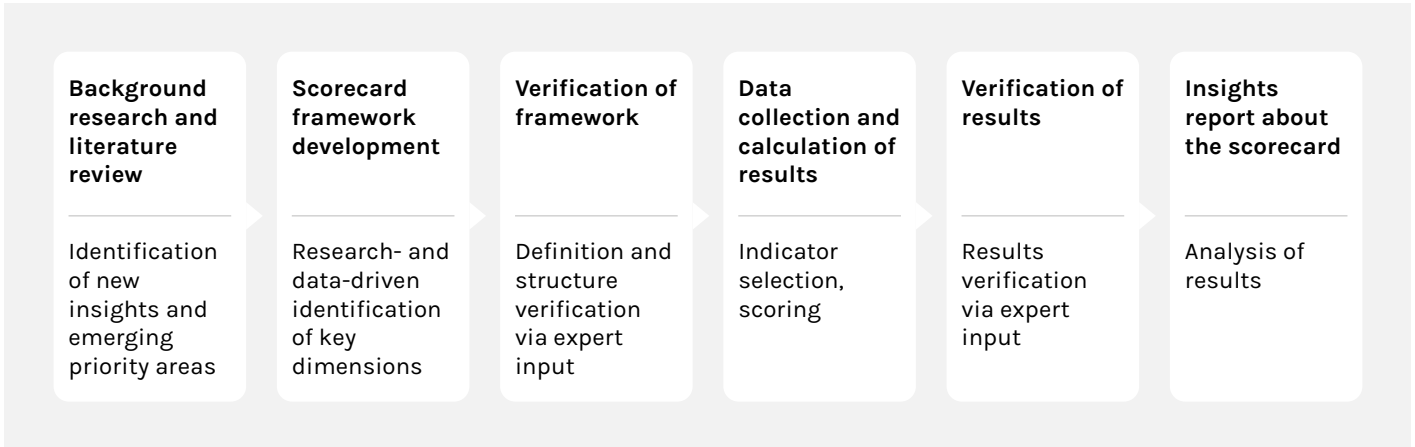 Background
research and
literature
review
Identification
of new
insights and
emerging
priority areas
Scorecard
framework
development
Research- and
data-driven
identification
of key
dimensions
Verification of
framework
Definition and
structure
verification
via expert
input
Data
collection and
calculation of
results
Indicator
selection,
scoring
Verification of
results
Results
verification
via expert
input
Insights
report about
the scorecard
Analysis of
results